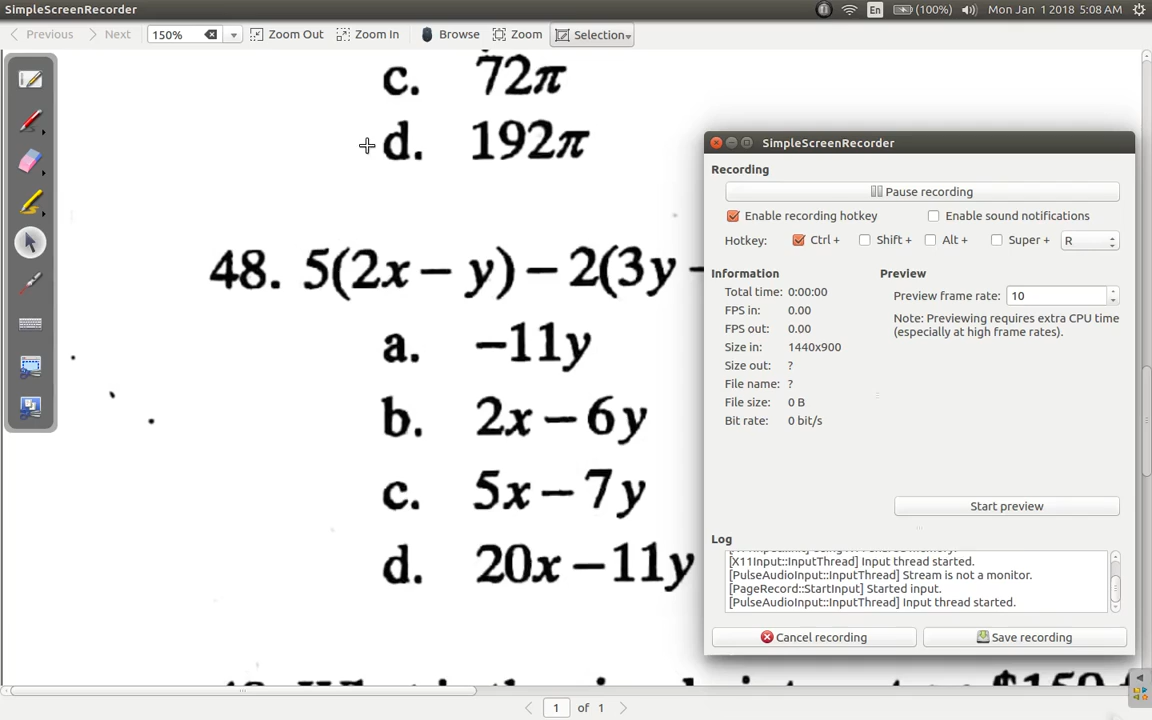 SimpleScreenRecorder
En
(100%)
Mon Jan 1 2018 5:08 AM
Previous
Next
150%
Zoom Out
Zoom In
Browse
Zoom
Selection
c. 72π
d. 192π
48. 5(2x – y) – 2(3y –
a. –11y
b. 2x – 6y
c. 5x – 7y
d. 20x –11y
SimpleScreenRecorder
Recording
Pause recording
Enable recording hotkey
Enable sound notifications
Hotkey:
Ctrl +
Shift +
Alt +
Super +
R
Information
Total time: 0:00:00
FPS in: 0.00
FPS out: 0.00
Size in: 1440x900
Size out: ?
File name: ?
File size: 0 B
Bit rate: 0 bit/s
Preview
Preview frame rate: 10
Note: Previewing requires extra CPU time
(especially at high frame rates).
Start preview
Log
[X11Input::InputThread] Input thread started.
[PulseAudioInput::InputThread] Stream is not a monitor.
[PageRecord::StartInput] Started input.
[PulseAudioInput::InputThread] Input thread started.
Cancel recording
Save recording
1 of 1